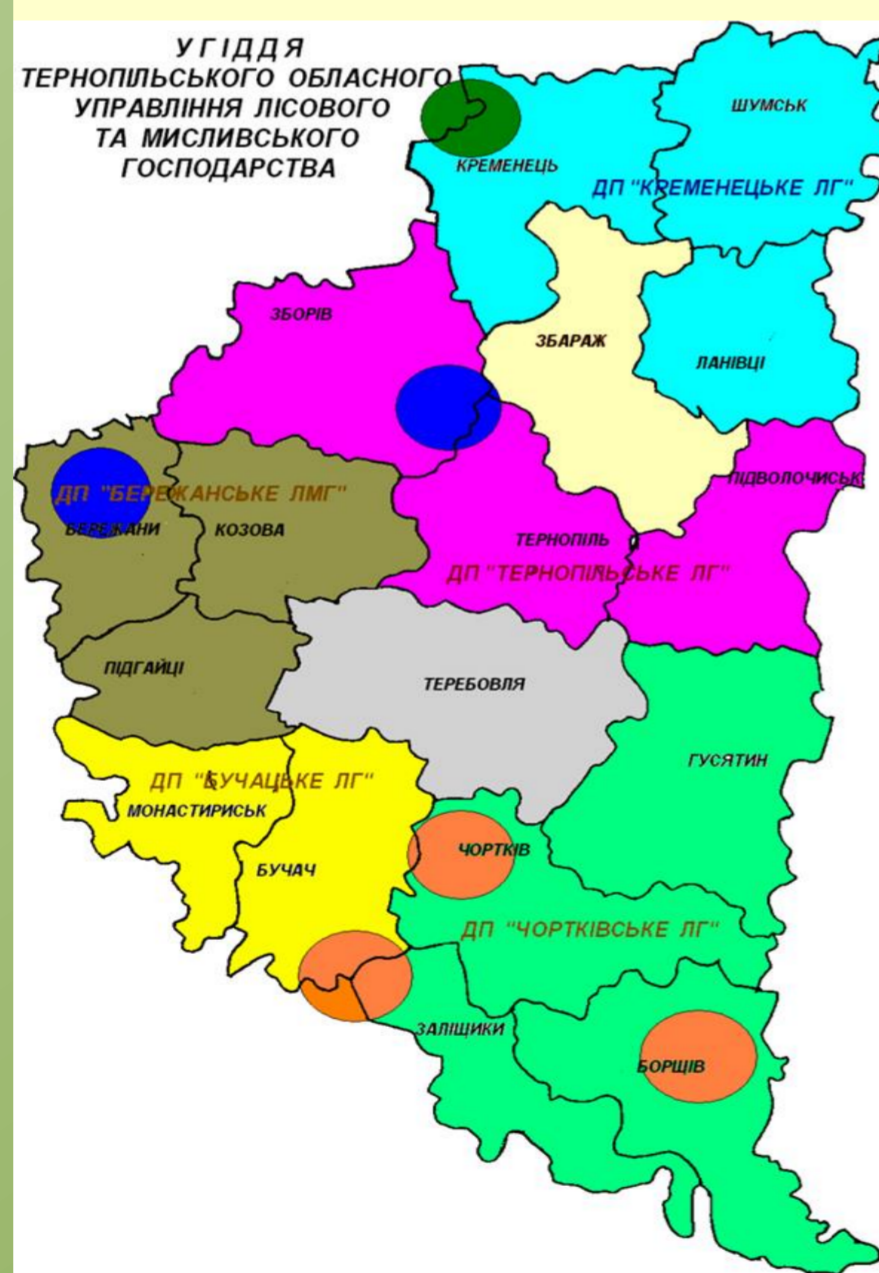 УГІДДЯ
ТЕРНОПІЛЬСЬКОГО ОБЛАСНОГО
УПРАВЛІННЯ ЛІСОВОГО
ТА МИСЛИВСЬКОГО
ГОСПОДАРСТВА
ШУМСЬК
КРЕМЕНЕЦЬ
ДП "КРЕМЕНЕЦЬКЕ ЛГ"
ЗБОРІВ
ЗБАРАЖ
ЛАНІВЦІ
ПІДВОЛОЧИСЬК
ДП "БЕРЕЖАНСЬКЕ ЛМГ"
БЕРЕЖАНИ
КОЗОВА
ТЕРНОПІЛЬ
ДП "ТЕРНОПІЛЬСЬКЕ ЛГ"
ПІДГАЙЦІ
ТЕРЕБОВЛЯ
ГУСЯТИН
ДП "БУЧАЦЬКЕ ЛГ"
МОНАСТИРИСЬК
БУЧАЧ
ЧОРТКІВ
ДП "ЧОРТКІВСЬКЕ ЛГ"
ЗАЛІЩИКИ
БОРЩІВ